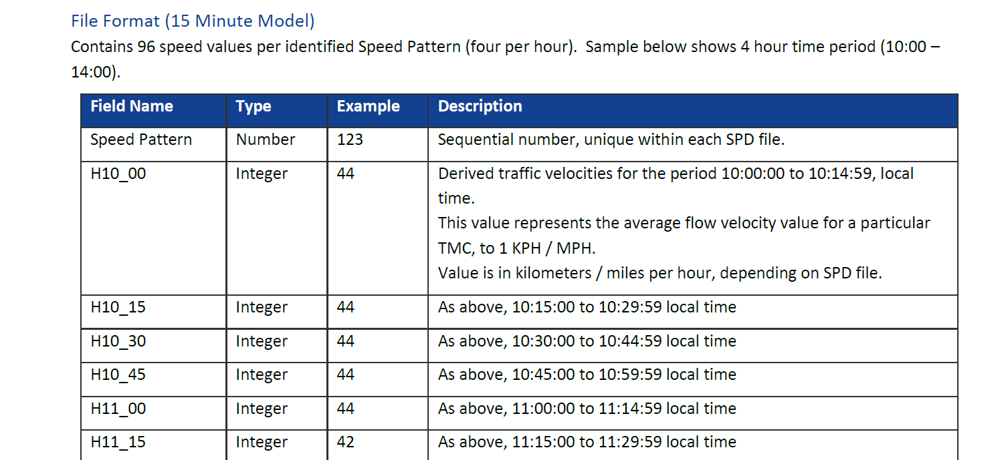 File Format (15 Minute Model)
Contains 96 speed values per identified Speed Pattern (four per hour).  Sample below shows 4 hour time period (10:00 –
14:00).
Field Name Type Example Description
Speed Pattern Number 123 Sequential number, unique within each SPD file.
H10_00 Integer 44 Derived traffic velocities for the period 10:00:00 to 10:14:59, local
time.
This value represents the average flow velocity value for a particular
TMC, to 1 KPH / MPH.
Value is in kilometers / miles per hour, depending on SPD file.
H10_15 Integer 44 As above, 10:15:00 to 10:29:59 local time
H10_30 Integer 44 As above, 10:30:00 to 10:44:59 local time
H10_45 Integer 44 As above, 10:45:00 to 10:59:59 local time
H11_00 Integer 44 As above, 11:00:00 to 11:14:59 local time
H11_15 Integer 42 As above, 11:15:00 to 11:29:59 local time